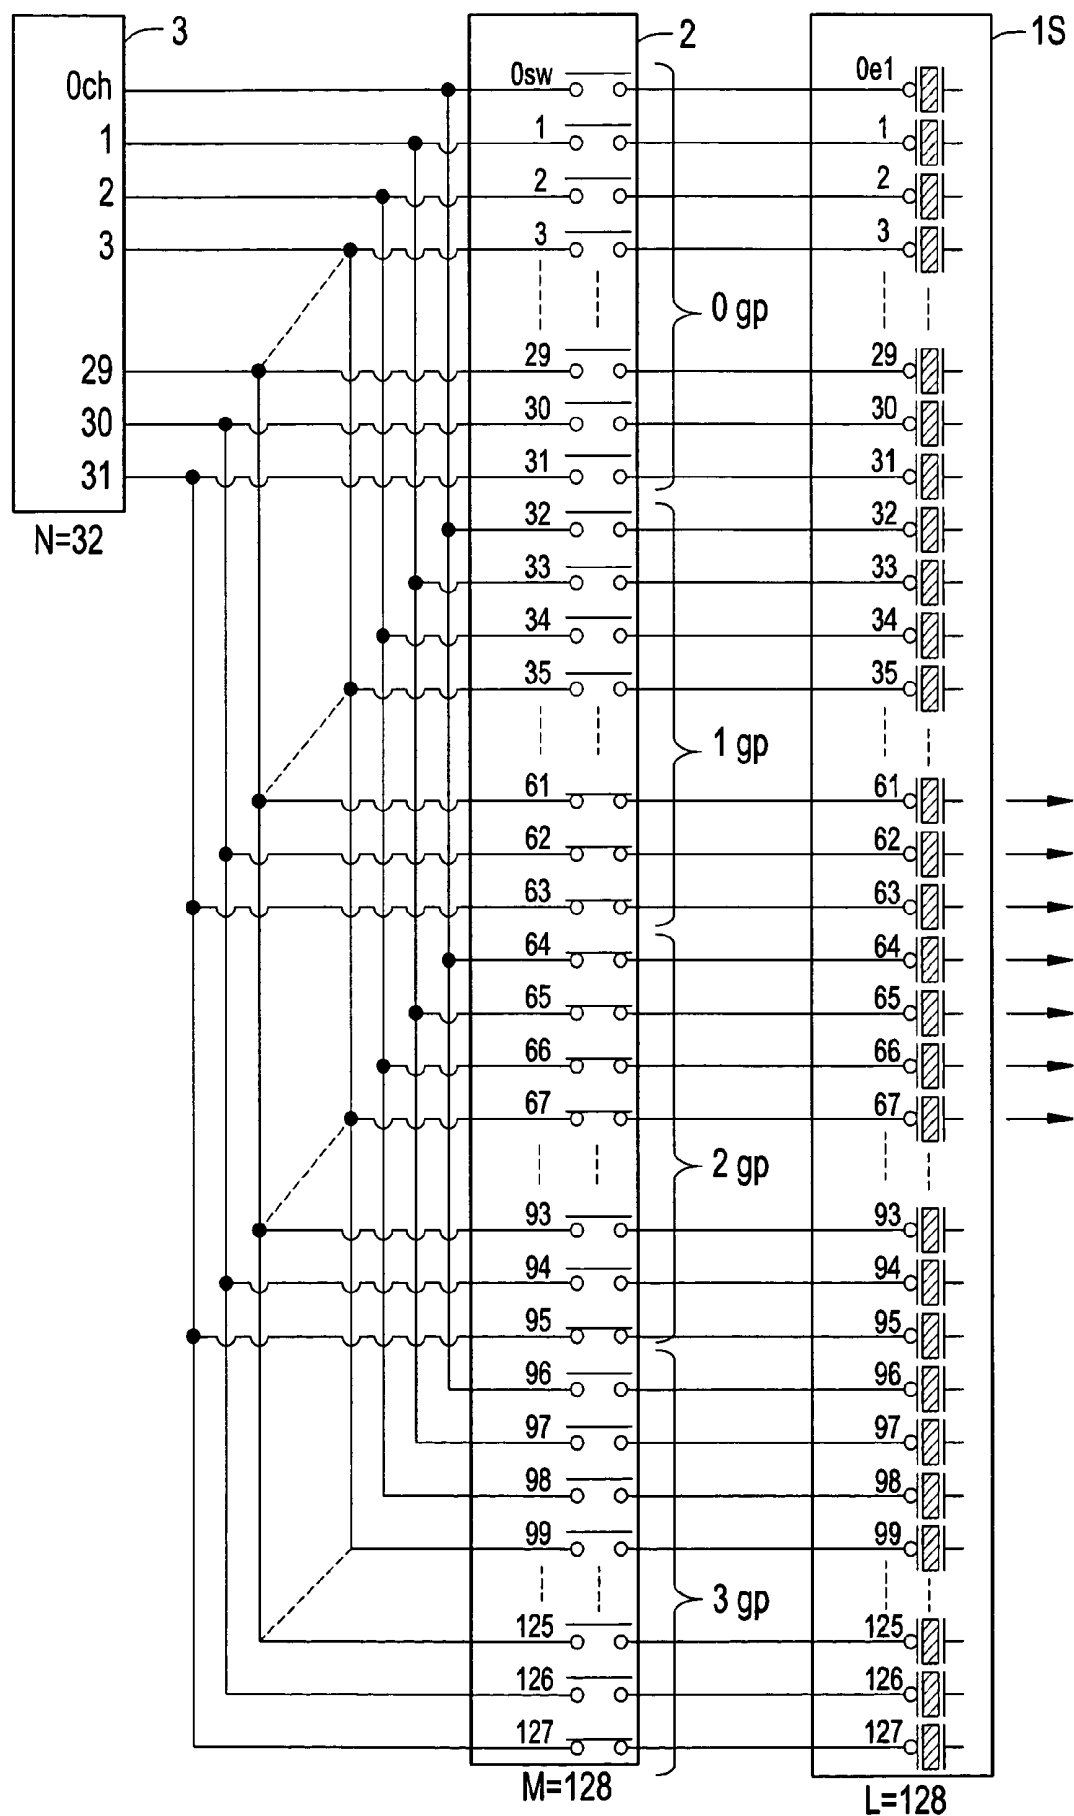 3 2 1S
0ch 0sw 0e1
1 1 1
2 2 2
3 3 3
0 gp
29 29 29
30 30 30
31 31 31
N=32 32 32
33 33
34 34
35 35
1 gp
61 61
62 62
63 63
64 64
65 65
66 66
67 67
2 gp
93 93
94 94
95 95
96 96
97 97
98 98
99 99
3 gp
125 125
126 126
127 127
M=128 L=128